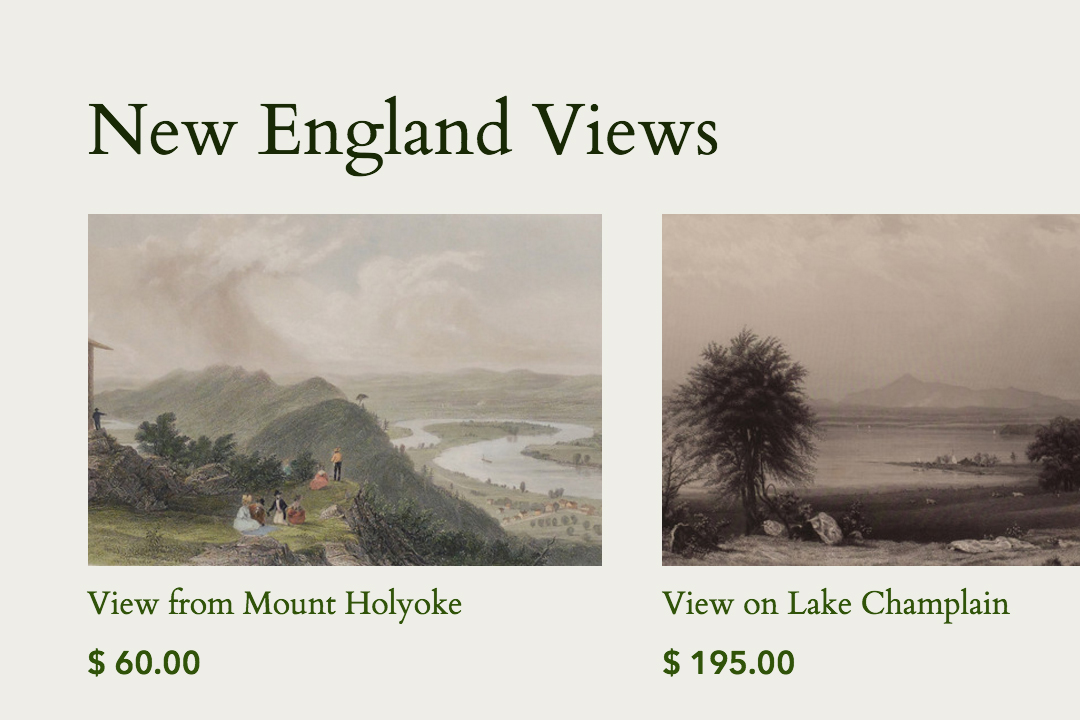 New England Views
View from Mount Holyoke
View on Lake Champlain
$ 60.00
$ 195.00